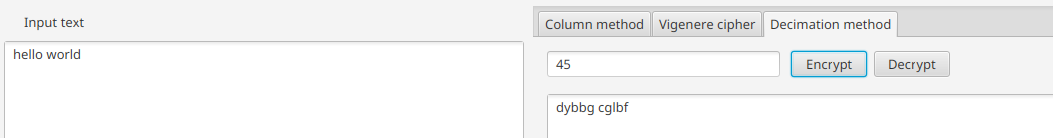 Input text
hello world
Column method
Vigenere cipher
Decimation method
45
Encrypt
Decrypt
dybbg cglbf